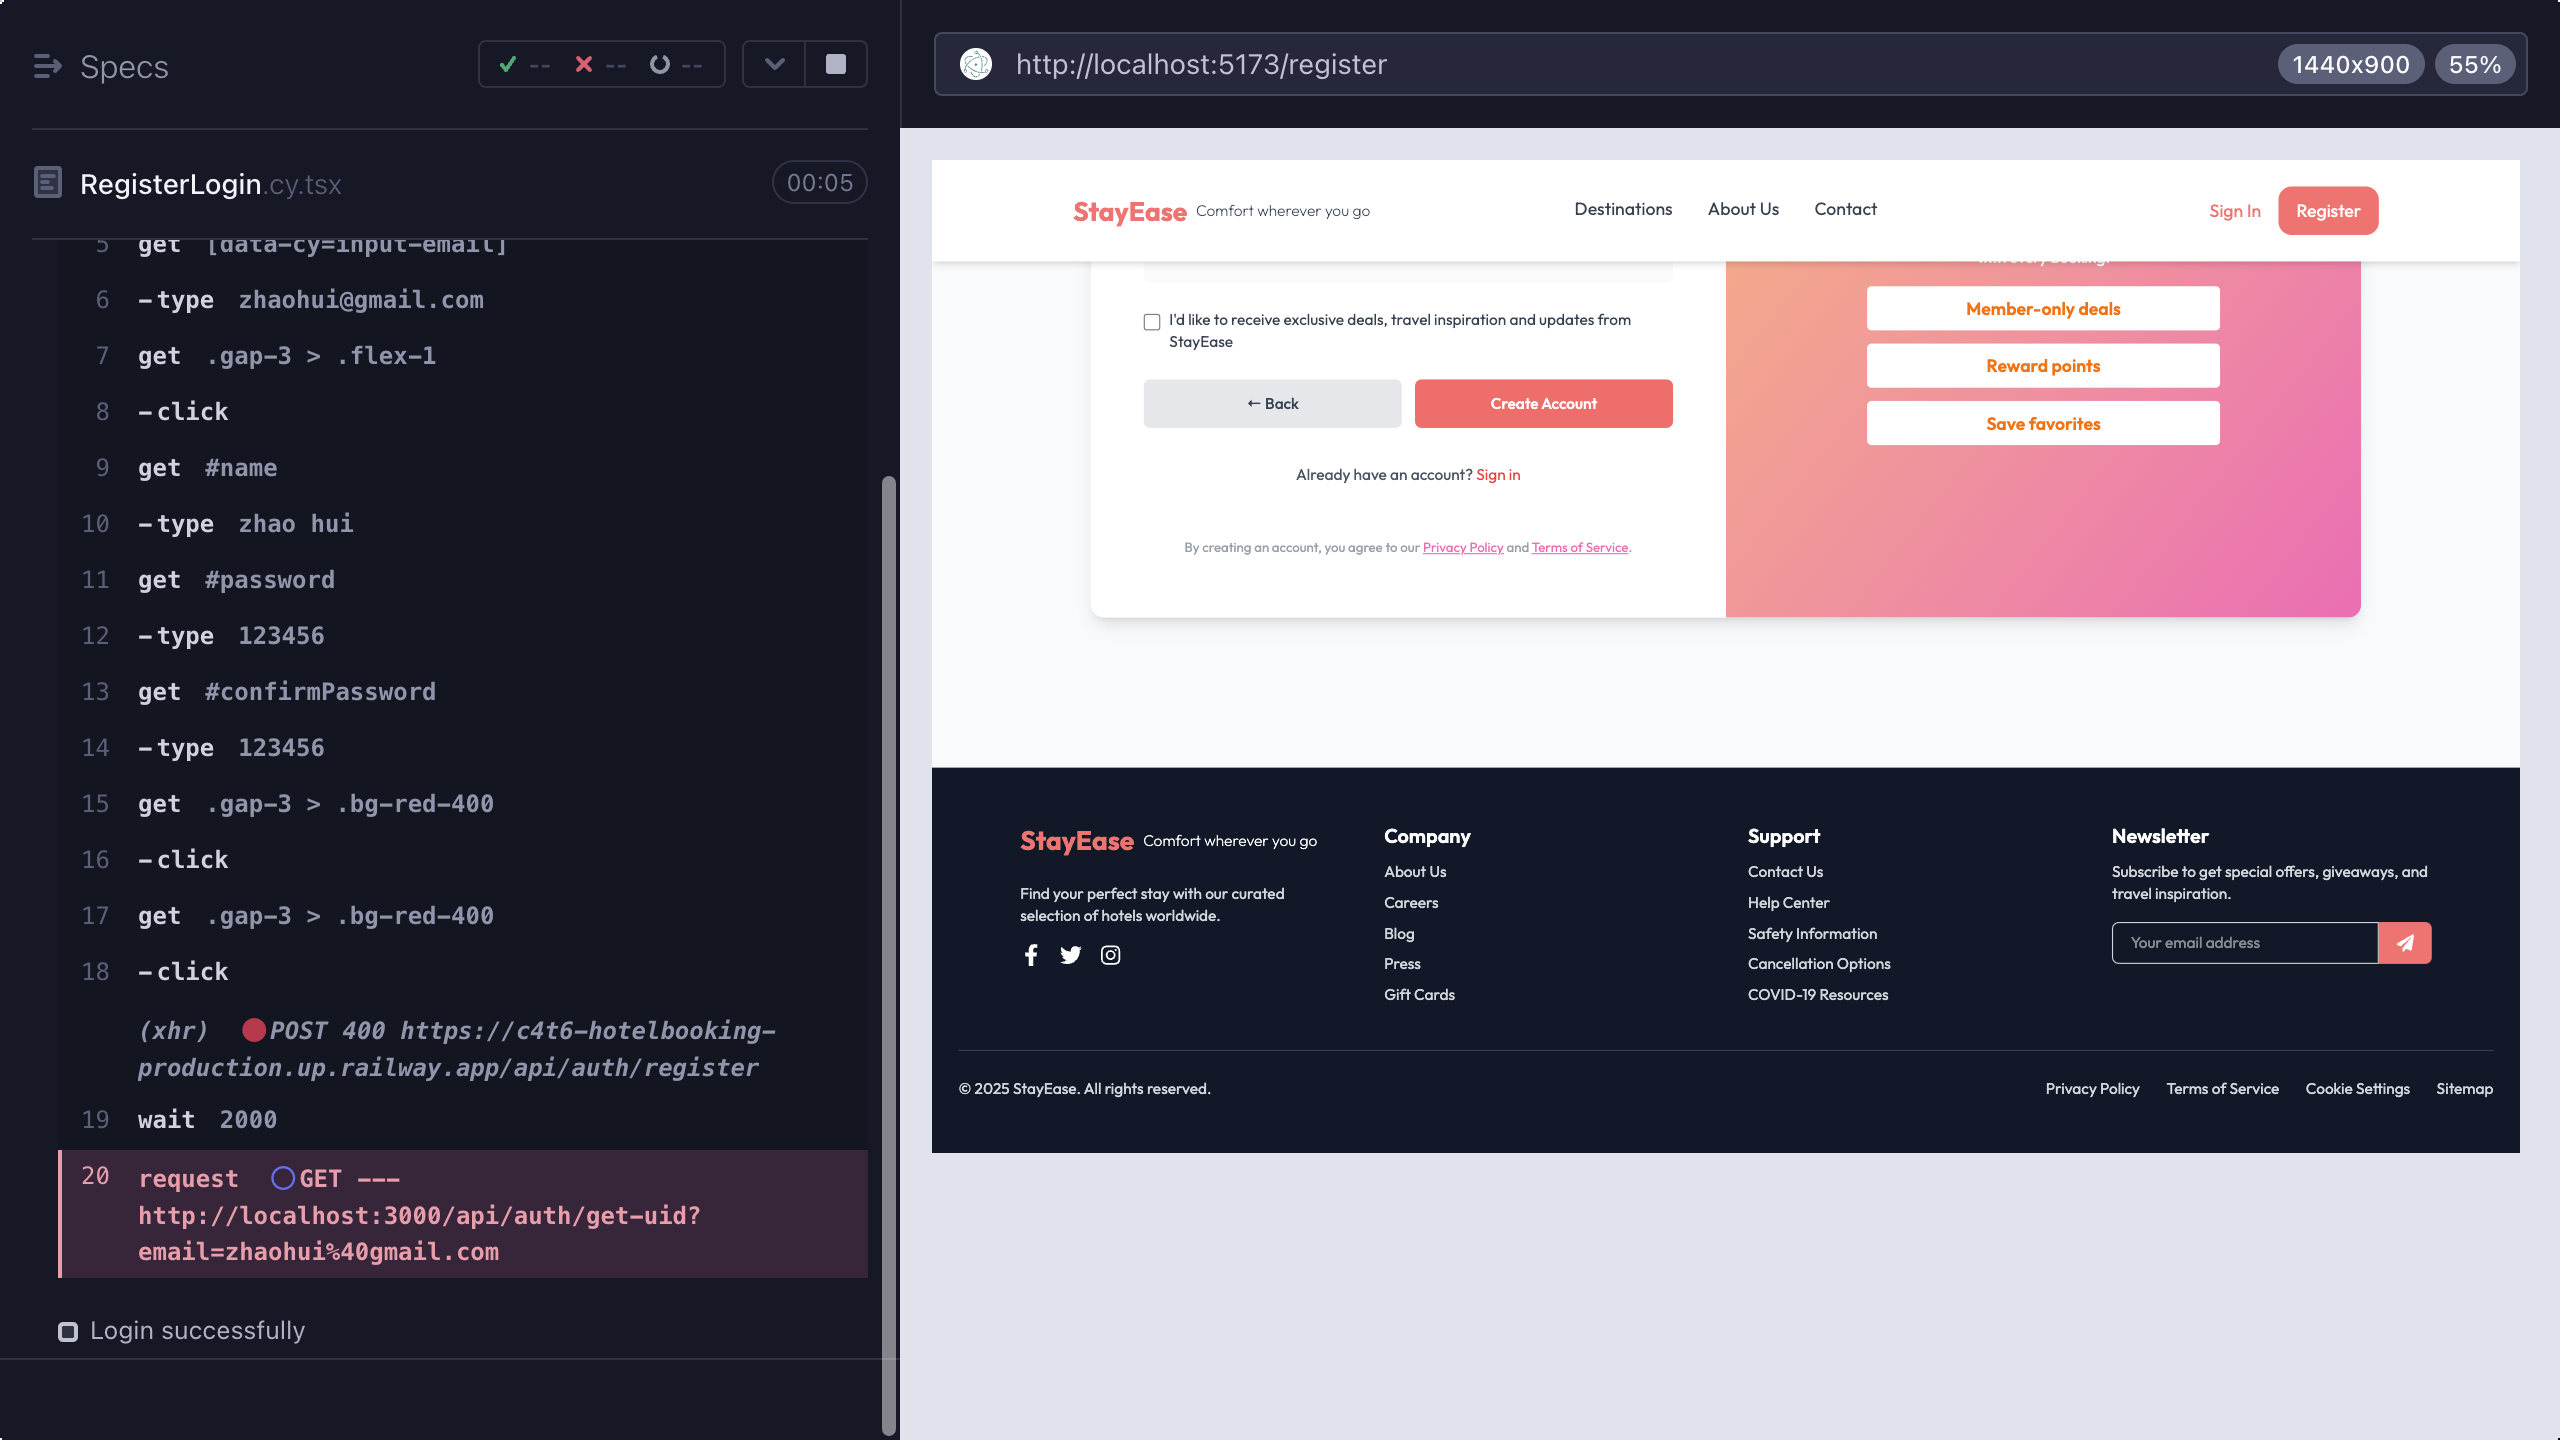 Specs
-- -- --
RegisterLogin.cy.tsx
00:05
5 get [data-cy=input-email]
6 -type zhaohui@gmail.com
7 get .gap-3 > .flex-1
8 -click
9 get #name
10 -type zhao hui
11 get #password
12 -type 123456
13 get #confirmPassword
14 -type 123456
15 get .gap-3 > .bg-red-400
16 -click
17 get .gap-3 > .bg-red-400
18 -click
(xhr) POST 400 https://c4t6-hotelbooking-
production.up.railway.app/api/auth/register
19 wait 2000
20 request GET ---
http://localhost:3000/api/auth/get-uid?
email=zhaohui%40gmail.com
Login successfully
http://localhost:5173/register
1440x900
55%
StayEase Comfort wherever you go
Destinations About Us Contact
Sign In Register
I'd like to receive exclusive deals, travel inspiration and updates from
StayEase
← Back
Create Account
Already have an account? Sign in
By creating an account, you agree to our Privacy Policy and Terms of Service.
Member-only deals
Reward points
Save favorites
StayEase Comfort wherever you go
Find your perfect stay with our curated
selection of hotels worldwide.
Company
About Us
Careers
Blog
Press
Gift Cards
Support
Contact Us
Help Center
Safety Information
Cancellation Options
COVID-19 Resources
Newsletter
Subscribe to get special offers, giveaways, and
travel inspiration.
Your email address
© 2025 StayEase. All rights reserved.
Privacy Policy Terms of Service Cookie Settings Sitemap